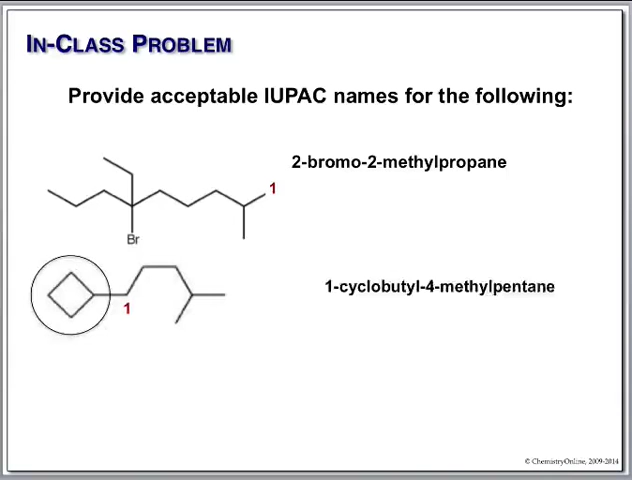 IN-CLASS PROBLEM
Provide acceptable IUPAC names for the following:
2-bromo-2-methylpropane
1
Br
1-cyclobutyl-4-methylpentane
1
© ChemistryOnline, 2009-2014